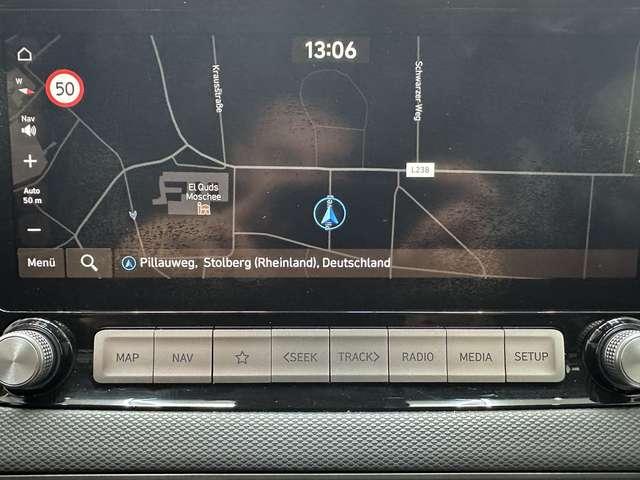 13:06
W
50
Nav
Auto
50 m
Krausstraße
Schwarzer Weg
L238
El Quds
Moschee
Menü
Pillauweg, Stolberg (Rheinland), Deutschland
MAP
NAV
<SEEK
TRACK>
RADIO
MEDIA
SETUP